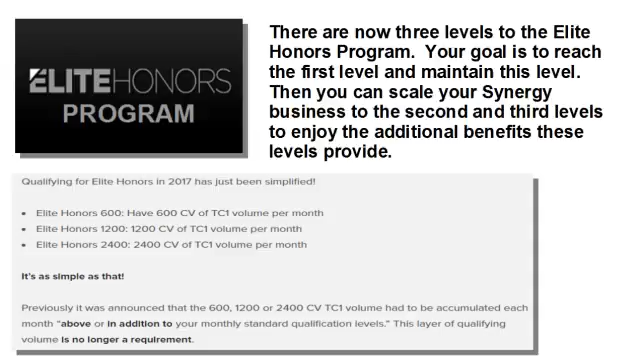 ELITEHONORS
PROGRAM
There are now three levels to the Elite
Honors Program.  Your goal is to reach
the first level and maintain this level.
Then you can scale your Synergy
business to the second and third levels
to enjoy the additional benefits these
levels provide.
Qualifying for Elite Honors in 2017 has just been simplified!
• Elite Honors 600: Have 600 CV of TC1 volume per month
• Elite Honors 1200: 1200 CV of TC1 volume per month
• Elite Honors 2400: 2400 CV of TC1 volume per month
It's as simple as that!
Previously it was announced that the 600, 1200 or 2400 CV TC1 volume had to be accumulated each
month "above or in addition to your monthly standard qualification levels." This layer of qualifying
volume is no longer a requirement.